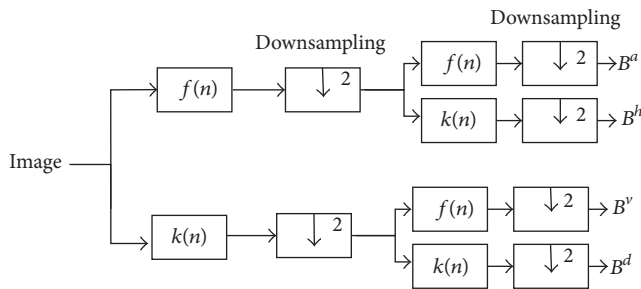 Downsampling
Downsampling
f(n)
2
B^a
f(n)
2
k(n)
2
B^h
Image
f(n)
2
B^v
k(n)
2
k(n)
2
B^d